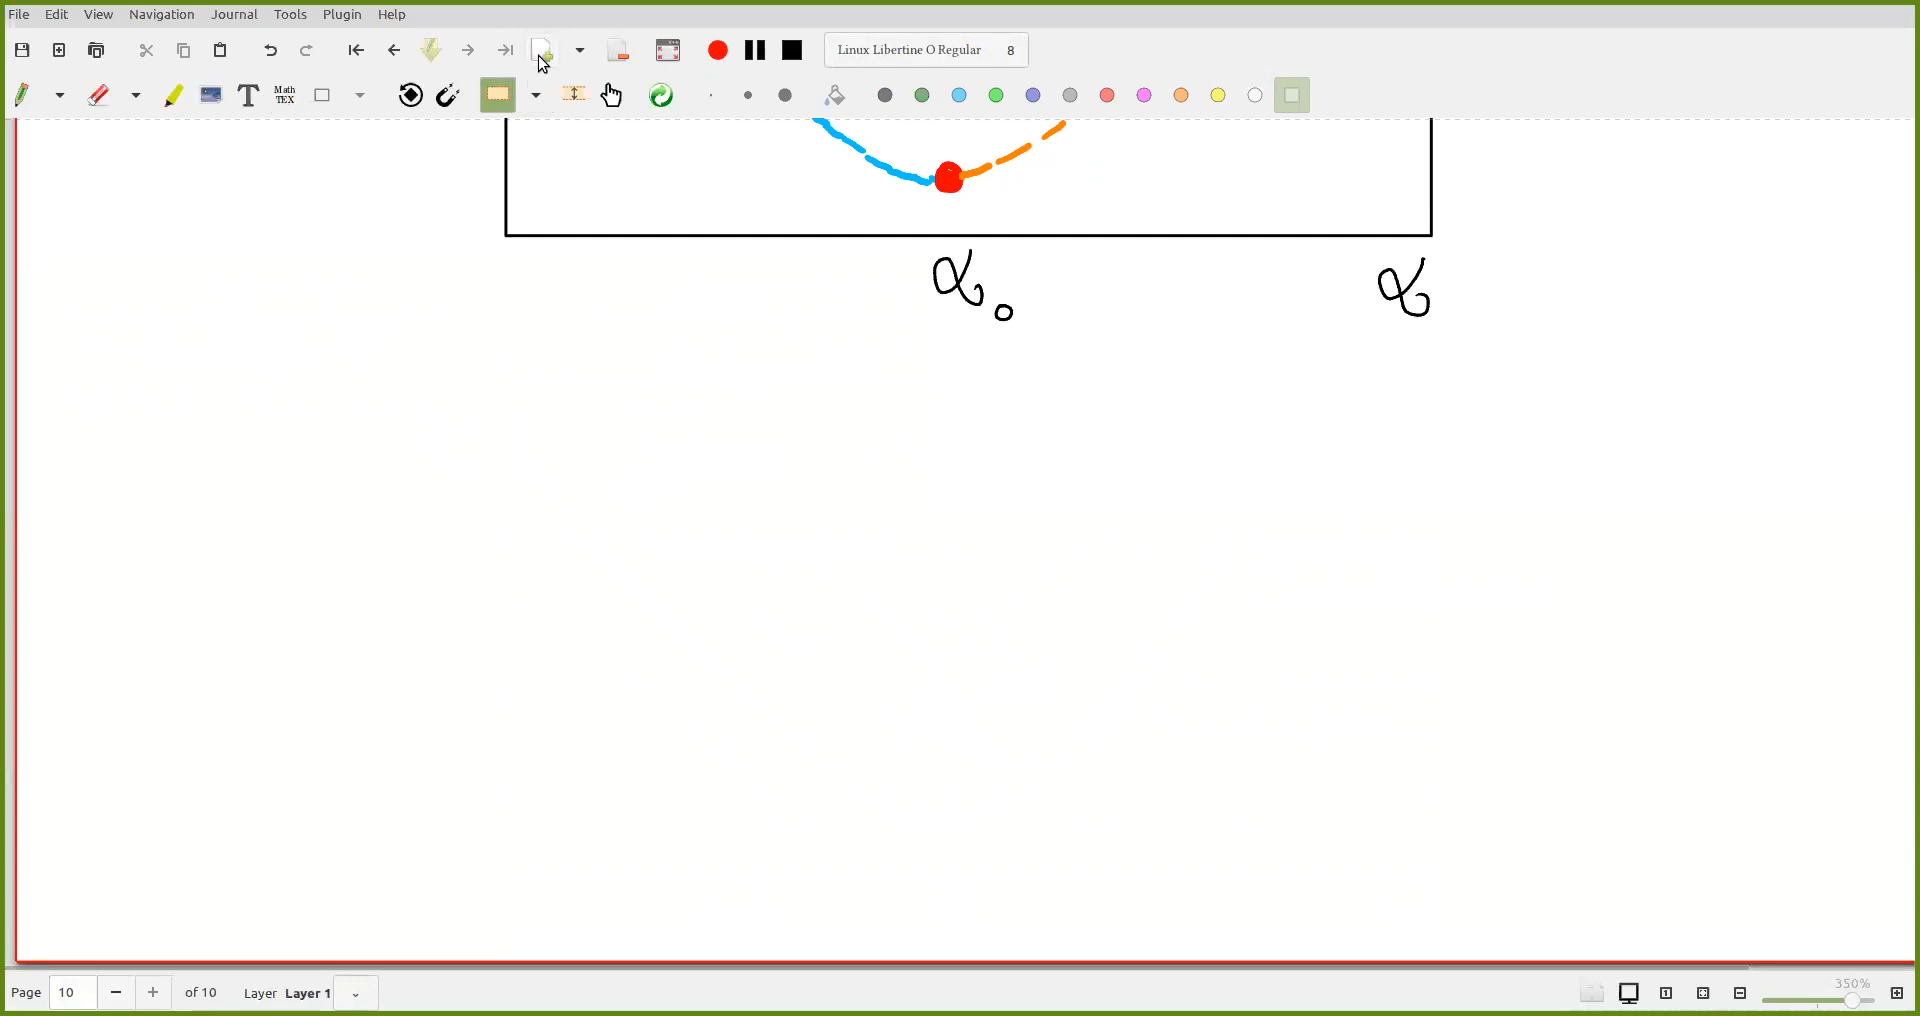 File Edit View Navigation Journal Tools Plugin Help
Linux Libertine O Regular 8
T Math TEX
α₀ α
Page 10 of 10 Layer Layer 1 350%